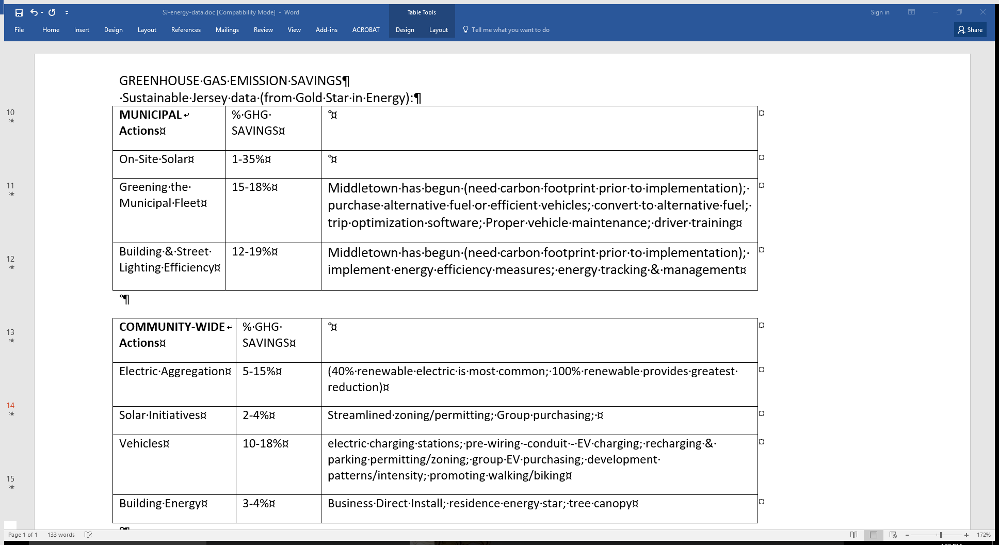 SJ-energy-data.doc [Compatibility Mode] - Word
Table Tools
Sign in
File Home Insert Design Layout References Mailings Review View Add-ins ACROBAT Design Layout Tell me what you want to do Share
GREENHOUSE·GAS·EMISSION·SAVINGS¶
·Sustainable·Jersey·data·(from·Gold·Star·in·Energy):¶
10
MUNICIPAL↵ %·GHG· °¤ ¤
Actions¤ SAVINGS¤
On-Site·Solar¤ 1-35%¤ °¤ ¤
11
Greening·the· 15-18%¤ Middletown·has·begun·(need·carbon·footprint·prior·to·implementation);· ¤
Municipal·Fleet¤ purchase·alternative·fuel·or·efficient·vehicles;·convert·to·alternative·fuel;·
trip·optimization·software;·Proper·vehicle·maintenance;·driver·training¤
12
Building·&·Street· 12-19%¤ Middletown·has·begun·(need·carbon·footprint·prior·to·implementation);· ¤
Lighting·Efficiency¤ implement·energy·efficiency·measures;·energy·tracking·&·management¤
°¶
13
COMMUNITY-WIDE↵ %·GHG· °¤ ¤
Actions¤ SAVINGS¤
Electric·Aggregation¤ 5-15%¤ (40%·renewable·electric·is·most·common;·100%·renewable·provides·greatest· ¤
reduction)¤
14
Solar·Initiatives¤ 2-4%¤ Streamlined·zoning/permitting;·Group·purchasing;·¤ ¤
Vehicles¤ 10-18%¤ electric·charging·stations;·pre-wiring·-conduit·-·EV·charging;·recharging·&· ¤
parking·permitting/zoning;·group·EV·purchasing;·development·
patterns/intensity;·promoting·walking/biking¤
15
Building·Energy¤ 3-4%¤ Business·Direct·Install;·residence·energy·star;·tree·canopy¤ ¤
Page 1 of 1 133 words 172%